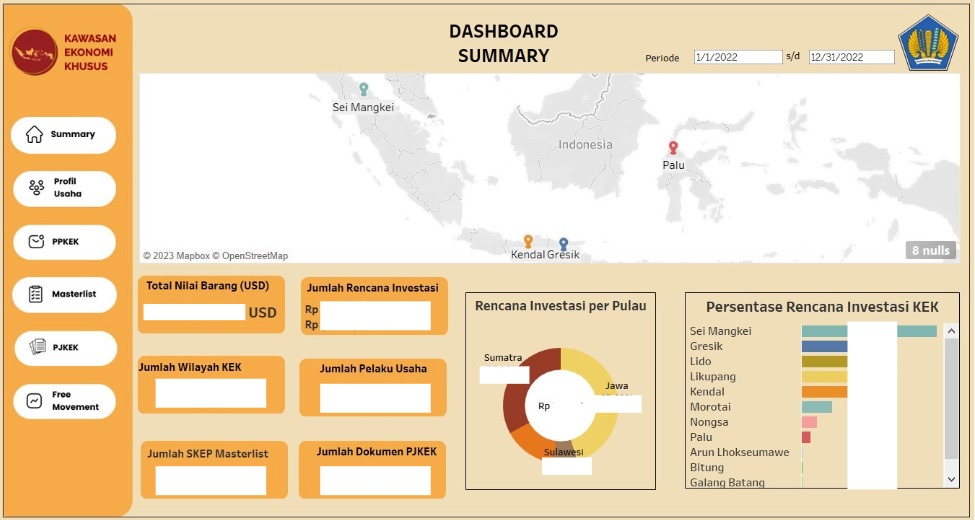 KAWASAN
EKONOMI
KHUSUS
DASHBOARD
SUMMARY
Periode 1/1/2022 s/d 12/31/2022
Summary
Profil
Usaha
PPKEK
Masterlist
PJKEK
Free
Movement
Sei Mangkei
Indonesia
Palu
Kendal Gresik
© 2023 Mapbox © OpenStreetMap
8 nulls
Total Nilai Barang (USD)
USD
Jumlah Rencana Investasi
Rp
Rp
Jumlah Wilayah KEK
Jumlah Pelaku Usaha
Jumlah SKEP Masterlist
Jumlah Dokumen PJKEK
Rencana Investasi per Pulau
Sumatra
Jawa
Rp
Sulawesi
Persentase Rencana Investasi KEK
Sei Mangkei
Gresik
Lido
Likupang
Kendal
Morotai
Nongsa
Palu
Arun Lhokseumawe
Bitung
Galang Batang